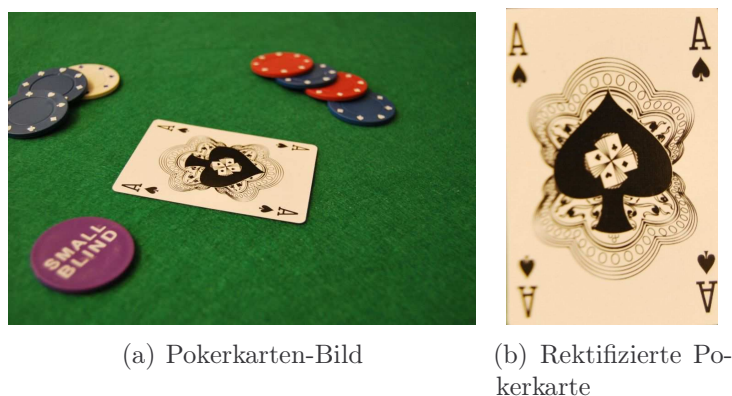 A
A
A
A
SMALL
BLIND
A
A
A
A
(a) Pokerkarten-Bild
(b) Rektifizierte Po-
kerkarte